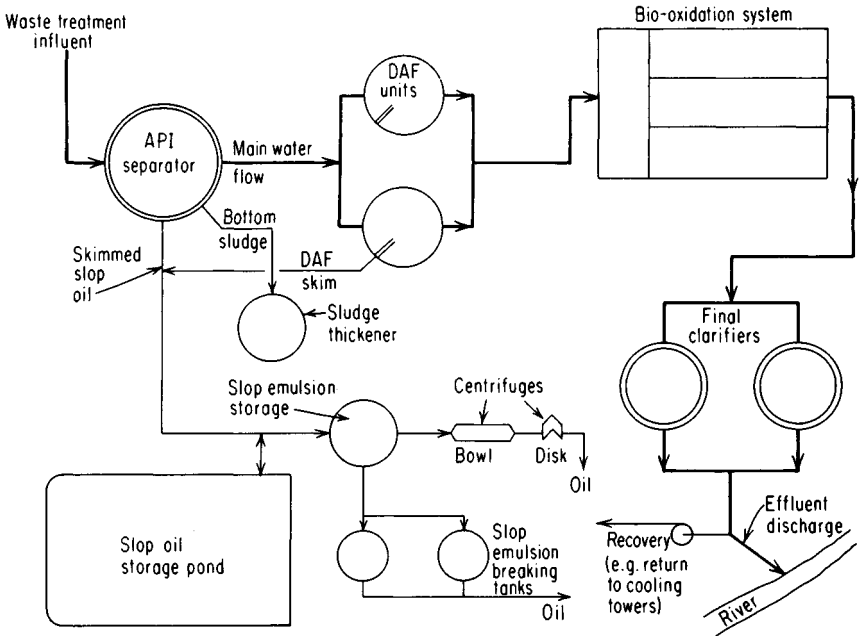 Waste treatment
influent
Bio-oxidation system
DAF
units
API
separator
Main water
flow
Bottom
sludge
Skimmed
slop
oil
DAF
skim
Sludge
thickener
Final
clarifiers
Slop emulsion
storage
Centrifuges
Bowl
Disk
Oil
Slop oil
storage pond
Slop
emulsion
breaking
tanks
Oil
Effluent
discharge
Recovery
(e.g. return
to cooling
towers)
River